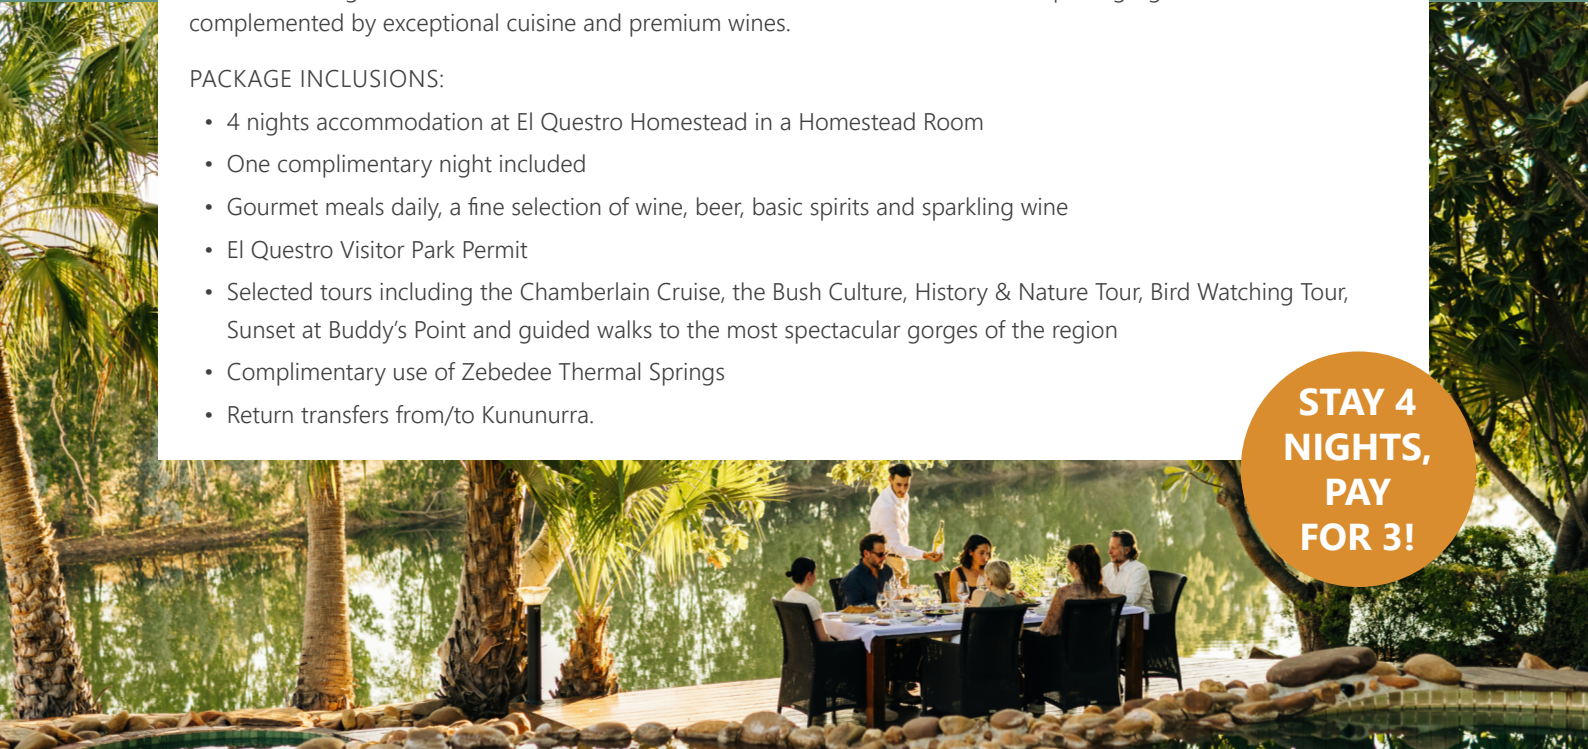 complemented by exceptional cuisine and premium wines.
PACKAGE INCLUSIONS:
• 4 nights accommodation at El Questro Homestead in a Homestead Room
• One complimentary night included
• Gourmet meals daily, a fine selection of wine, beer, basic spirits and sparkling wine
• El Questro Visitor Park Permit
• Selected tours including the Chamberlain Cruise, the Bush Culture, History & Nature Tour, Bird Watching Tour,
Sunset at Buddy’s Point and guided walks to the most spectacular gorges of the region
• Complimentary use of Zebedee Thermal Springs
• Return transfers from/to Kununurra.
STAY 4
NIGHTS,
PAY
FOR 3!